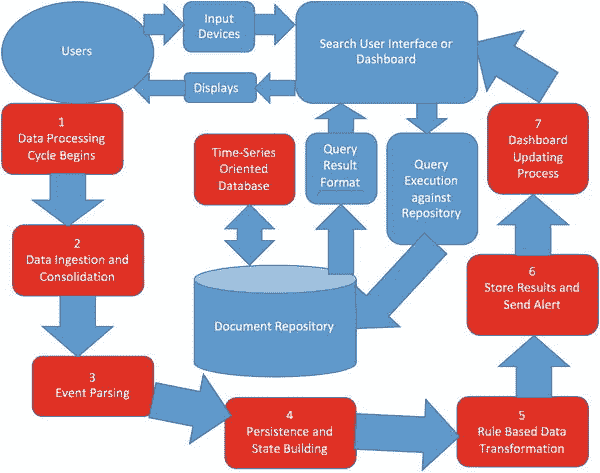 Users
Input
Devices
Displays
Search User Interface or
Dashboard
1
Data Processing
Cycle Begins
Time-Series
Oriented
Database
Query
Result
Format
Query
Execution
against
Repository
7
Dashboard
Updating
Process
2
Data Ingestion and
Consolidation
Document Repository
6
Store Results and
Send Alert
3
Event Parsing
4
Persistence and
State Building
5
Rule Based Data
Transformation